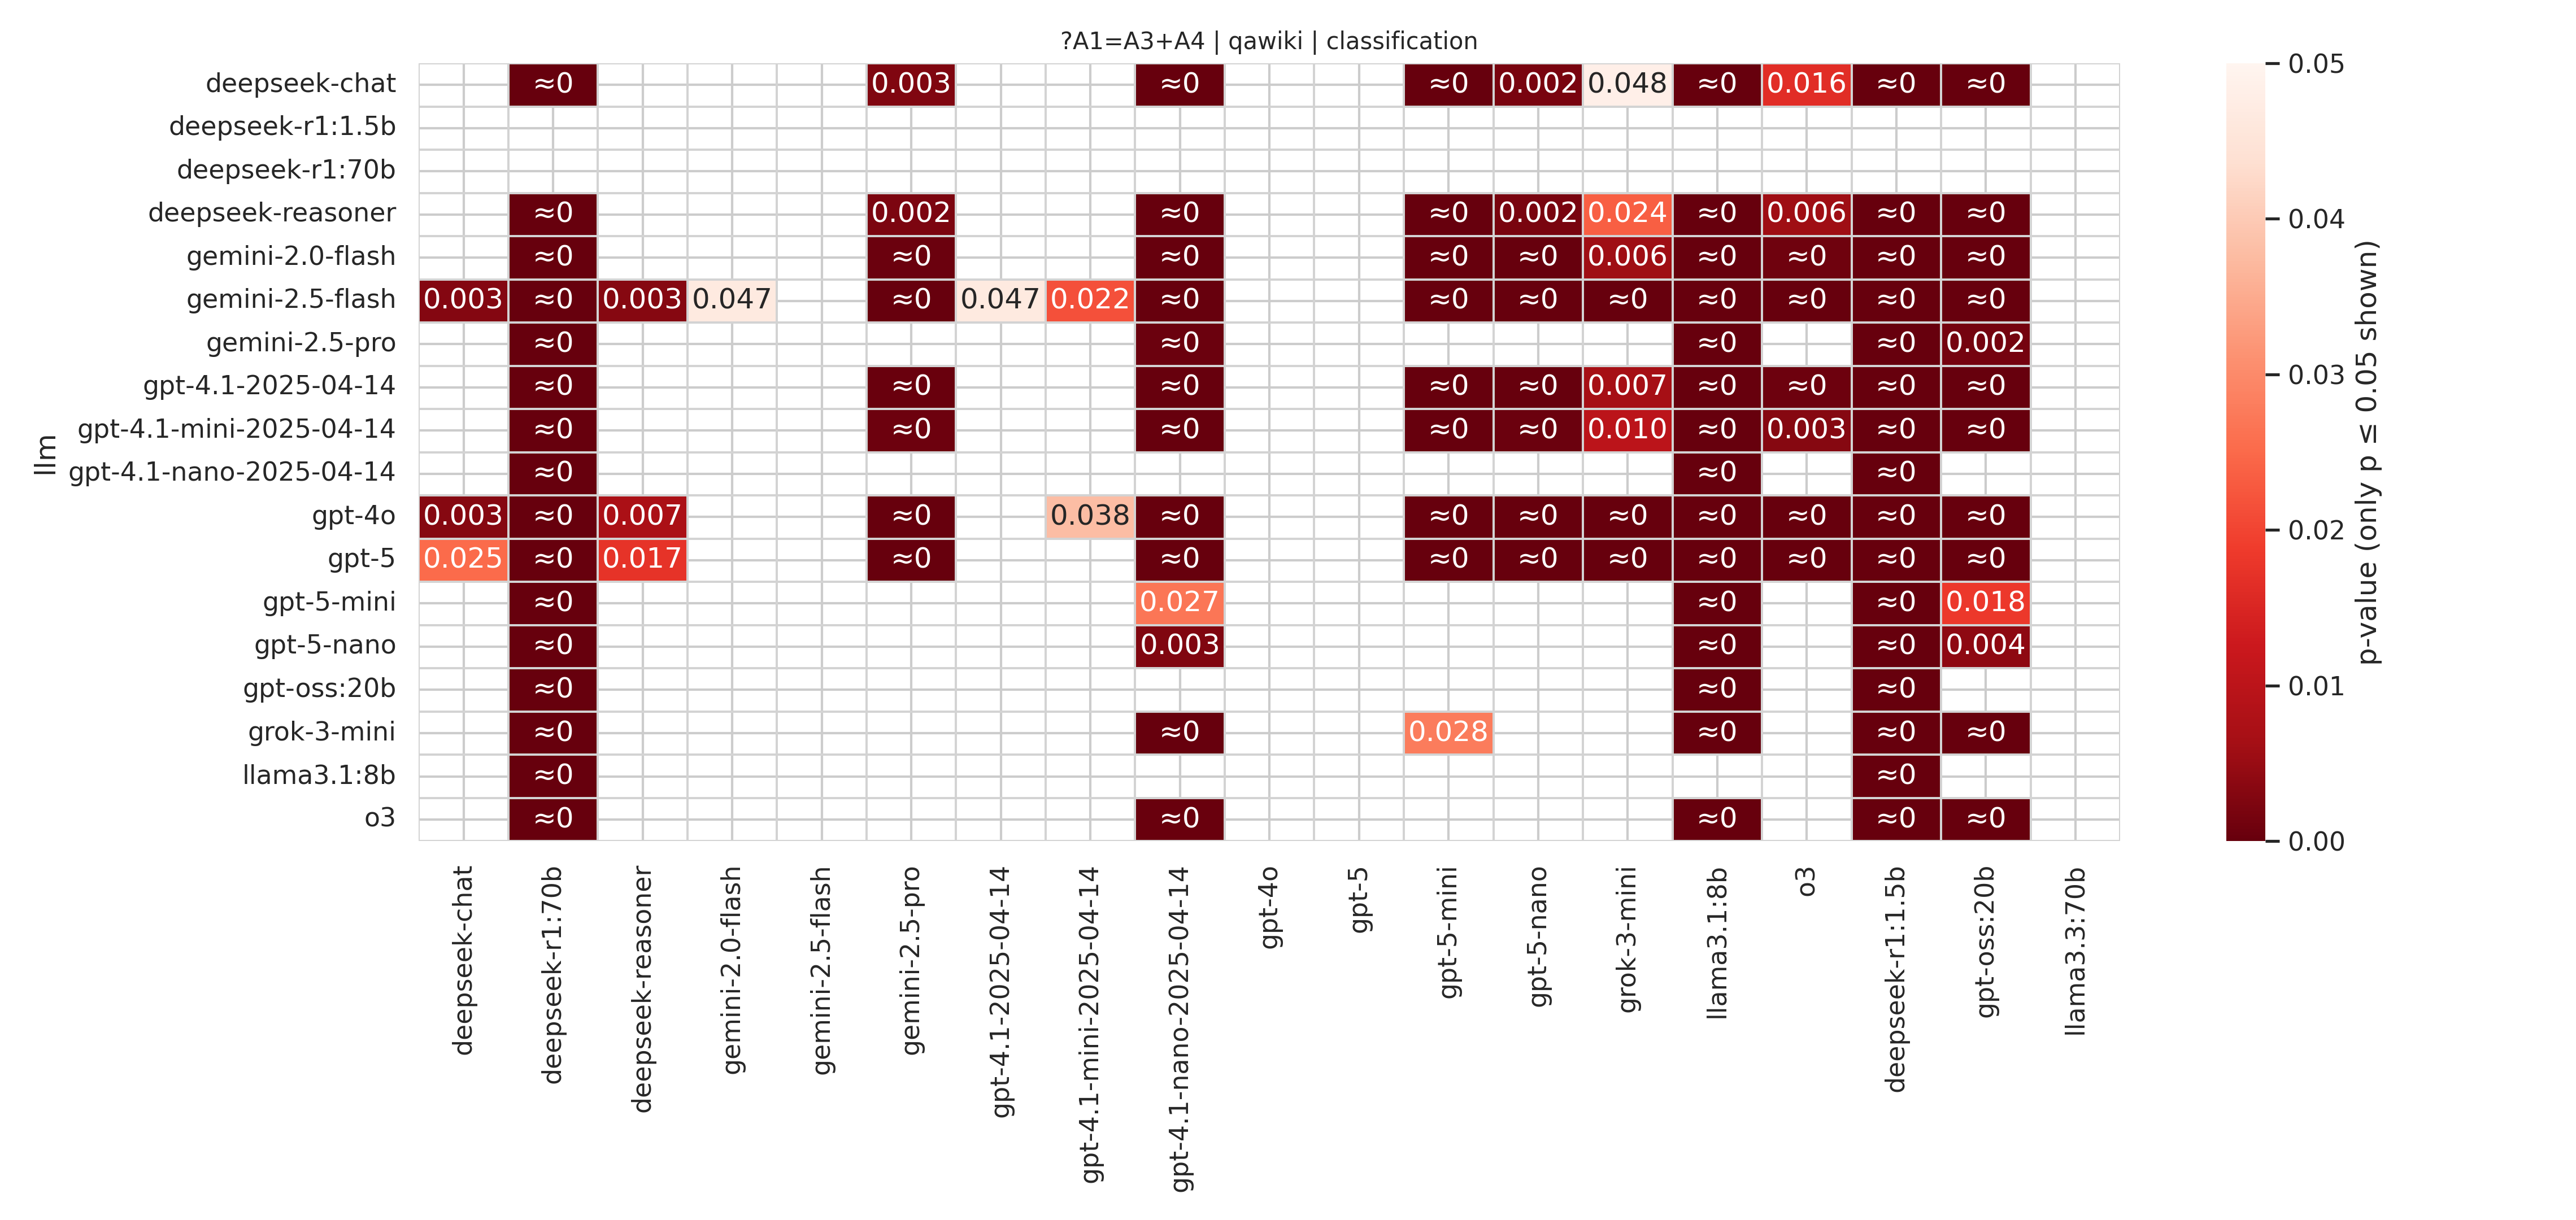 ?A1=A3+A4 | qawiki | classification
deepseek-chat ≈0 0.003 ≈0 ≈0 0.002 0.048 ≈0 0.016 ≈0 ≈0
deepseek-r1:1.5b
deepseek-r1:70b
deepseek-reasoner ≈0 0.002 ≈0 ≈0 0.002 0.024 ≈0 0.006 ≈0 ≈0
gemini-2.0-flash ≈0 ≈0 ≈0 ≈0 ≈0 0.006 ≈0 ≈0 ≈0 ≈0
gemini-2.5-flash 0.003 ≈0 0.003 0.047 ≈0 0.047 0.022 ≈0 ≈0 ≈0 ≈0 ≈0 ≈0 ≈0 ≈0
gemini-2.5-pro ≈0 ≈0 ≈0 ≈0 0.002
gpt-4.1-2025-04-14 ≈0 ≈0 ≈0 ≈0 ≈0 0.007 ≈0 ≈0 ≈0 ≈0
gpt-4.1-mini-2025-04-14 ≈0 ≈0 ≈0 ≈0 ≈0 0.010 ≈0 0.003 ≈0 ≈0
gpt-4.1-nano-2025-04-14 ≈0 ≈0 ≈0
gpt-4o 0.003 ≈0 0.007 ≈0 0.038 ≈0 ≈0 ≈0 ≈0 ≈0 ≈0 ≈0 ≈0
gpt-5 0.025 ≈0 0.017 ≈0 ≈0 ≈0 ≈0 ≈0 ≈0 ≈0 ≈0 ≈0
gpt-5-mini ≈0 0.027 ≈0 ≈0 0.018
gpt-5-nano ≈0 0.003 ≈0 ≈0 0.004
gpt-oss:20b ≈0 ≈0 ≈0
grok-3-mini ≈0 ≈0 0.028 ≈0 ≈0 ≈0
llama3.1:8b ≈0 ≈0
o3 ≈0 ≈0 ≈0 ≈0 ≈0
llm
deepseek-chat
deepseek-r1:70b
deepseek-reasoner
gemini-2.0-flash
gemini-2.5-flash
gemini-2.5-pro
gpt-4.1-2025-04-14
gpt-4.1-mini-2025-04-14
gpt-4.1-nano-2025-04-14
gpt-4o
gpt-5
gpt-5-mini
gpt-5-nano
grok-3-mini
llama3.1:8b
o3
deepseek-r1:1.5b
gpt-oss:20b
llama3.3:70b
0.05
0.04
0.03
0.02
0.01
0.00
p-value (only p ≤ 0.05 shown)